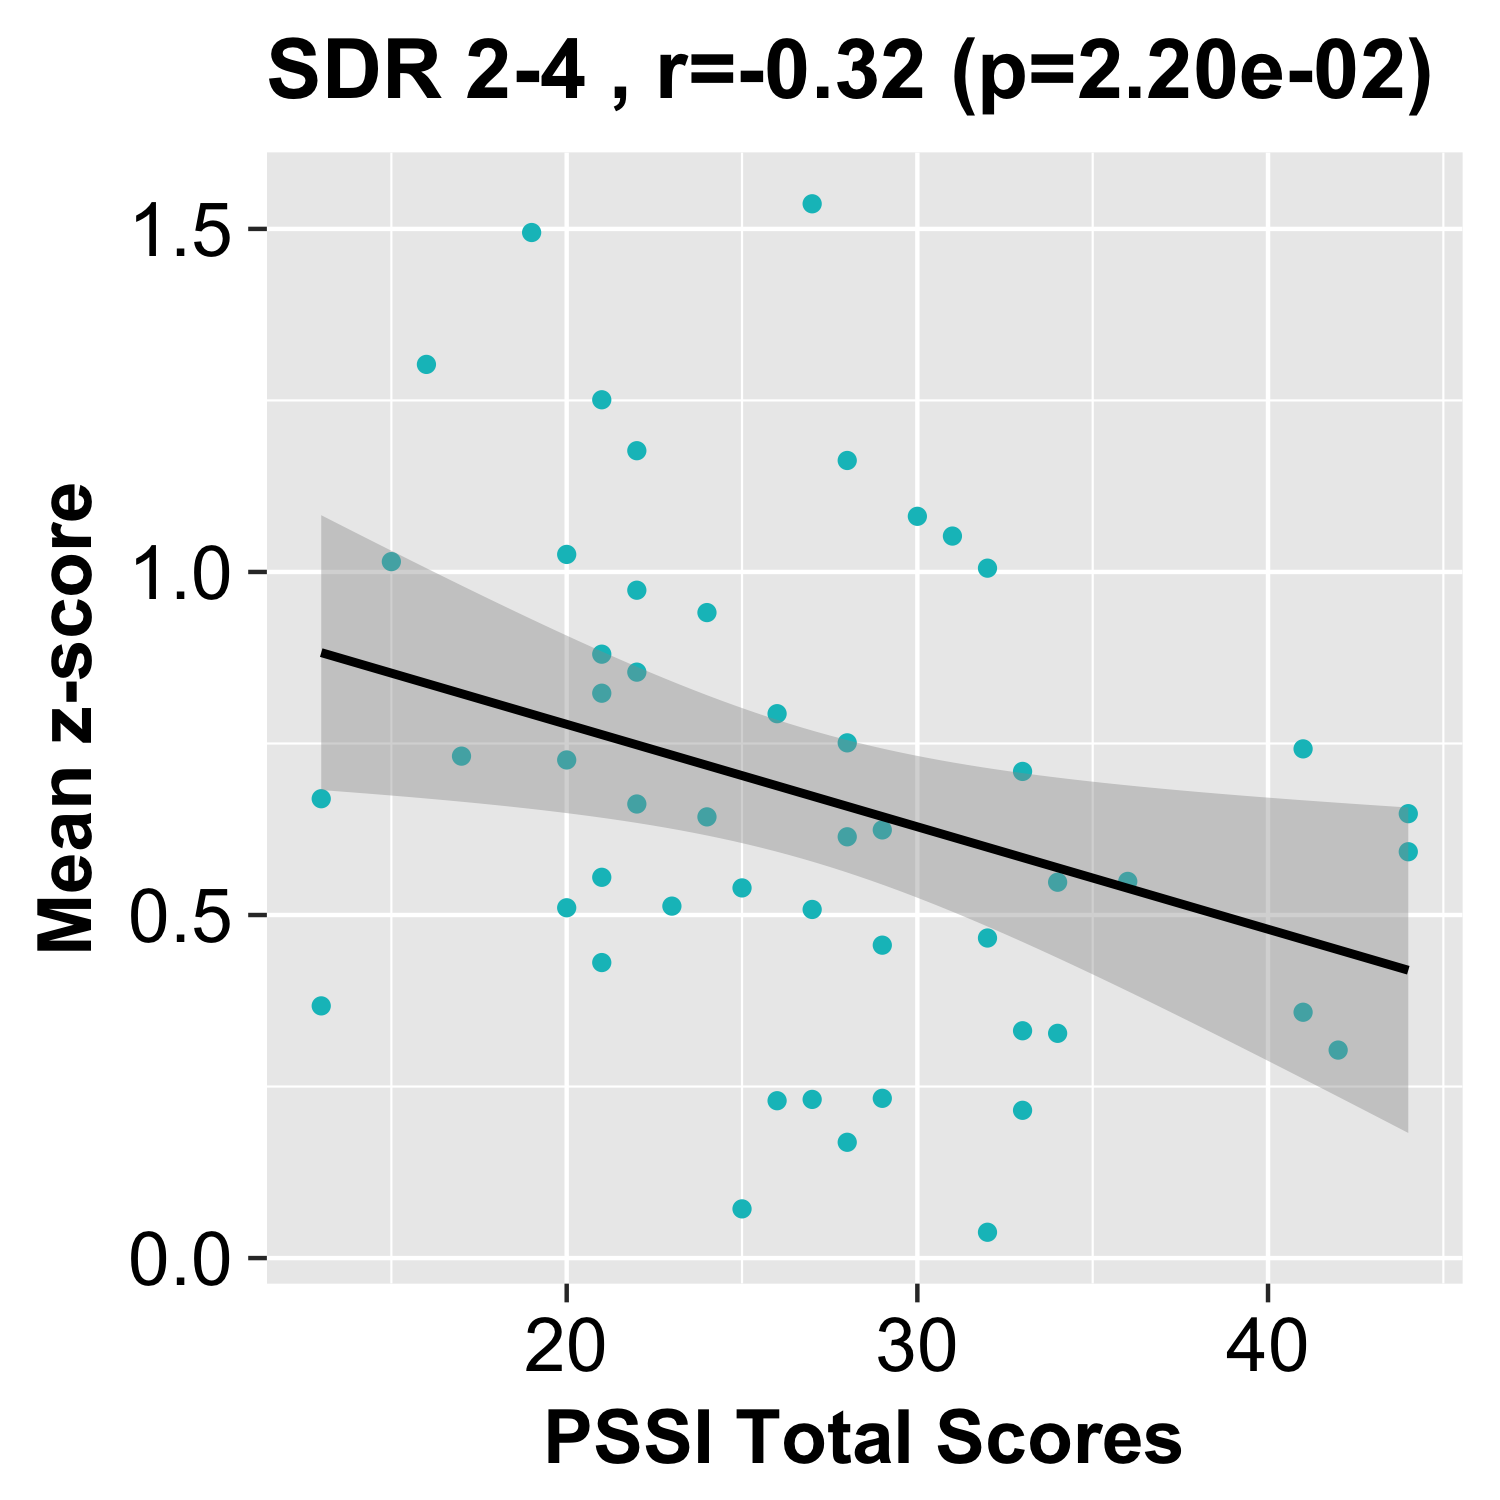 SDR 2-4 , r=-0.32 (p=2.20e-02)
1.5
1.0
0.5
0.0
Mean z-score
20 30 40
PSSI Total Scores